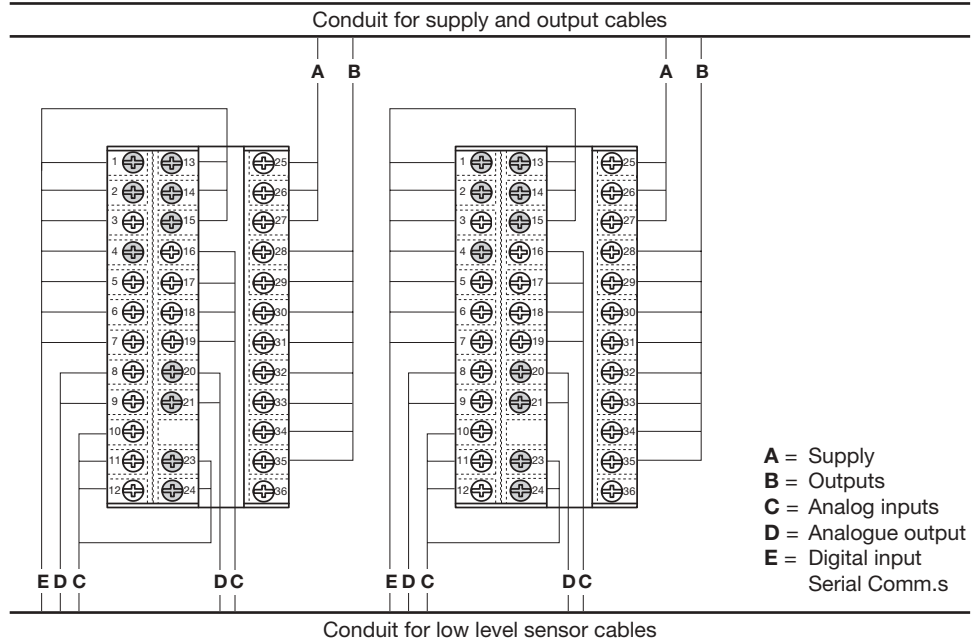 Conduit for supply and output cables
A B A B
1 13 25 1 13 25
2 14 26 2 14 26
3 15 27 3 15 27
4 16 28 4 16 28
5 17 29 5 17 29
6 18 30 6 18 30
7 19 31 7 19 31
8 20 32 8 20 32
9 21 33 9 21 33
10 34 10 34
11 23 35 11 23 35
12 24 36 12 24 36
A = Supply
B = Outputs
C = Analog inputs
D = Analogue output
E = Digital input
Serial Comm.s
E D C D C E D C D C
Conduit for low level sensor cables